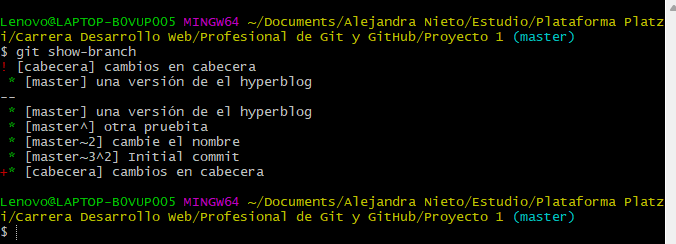 Lenovo@LAPTOP-B0VUP005 MINGW64 ~/Documents/Alejandra Nieto/Estudio/Plataforma Platz
i/Carrera Desarrollo Web/Profesional de Git y GitHub/Proyecto 1 (master)
$ git show-branch
! [cabecera] cambios en cabecera
 * [master] una versión de el hyperblog
--
 * [master] una versión de el hyperblog
 * [master^] otra pruebita
 * [master~2] cambie el nombre
 * [master~3^2] Initial commit
+* [cabecera] cambios en cabecera
Lenovo@LAPTOP-B0VUP005 MINGW64 ~/Documents/Alejandra Nieto/Estudio/Plataforma Platz
i/Carrera Desarrollo Web/Profesional de Git y GitHub/Proyecto 1 (master)
$